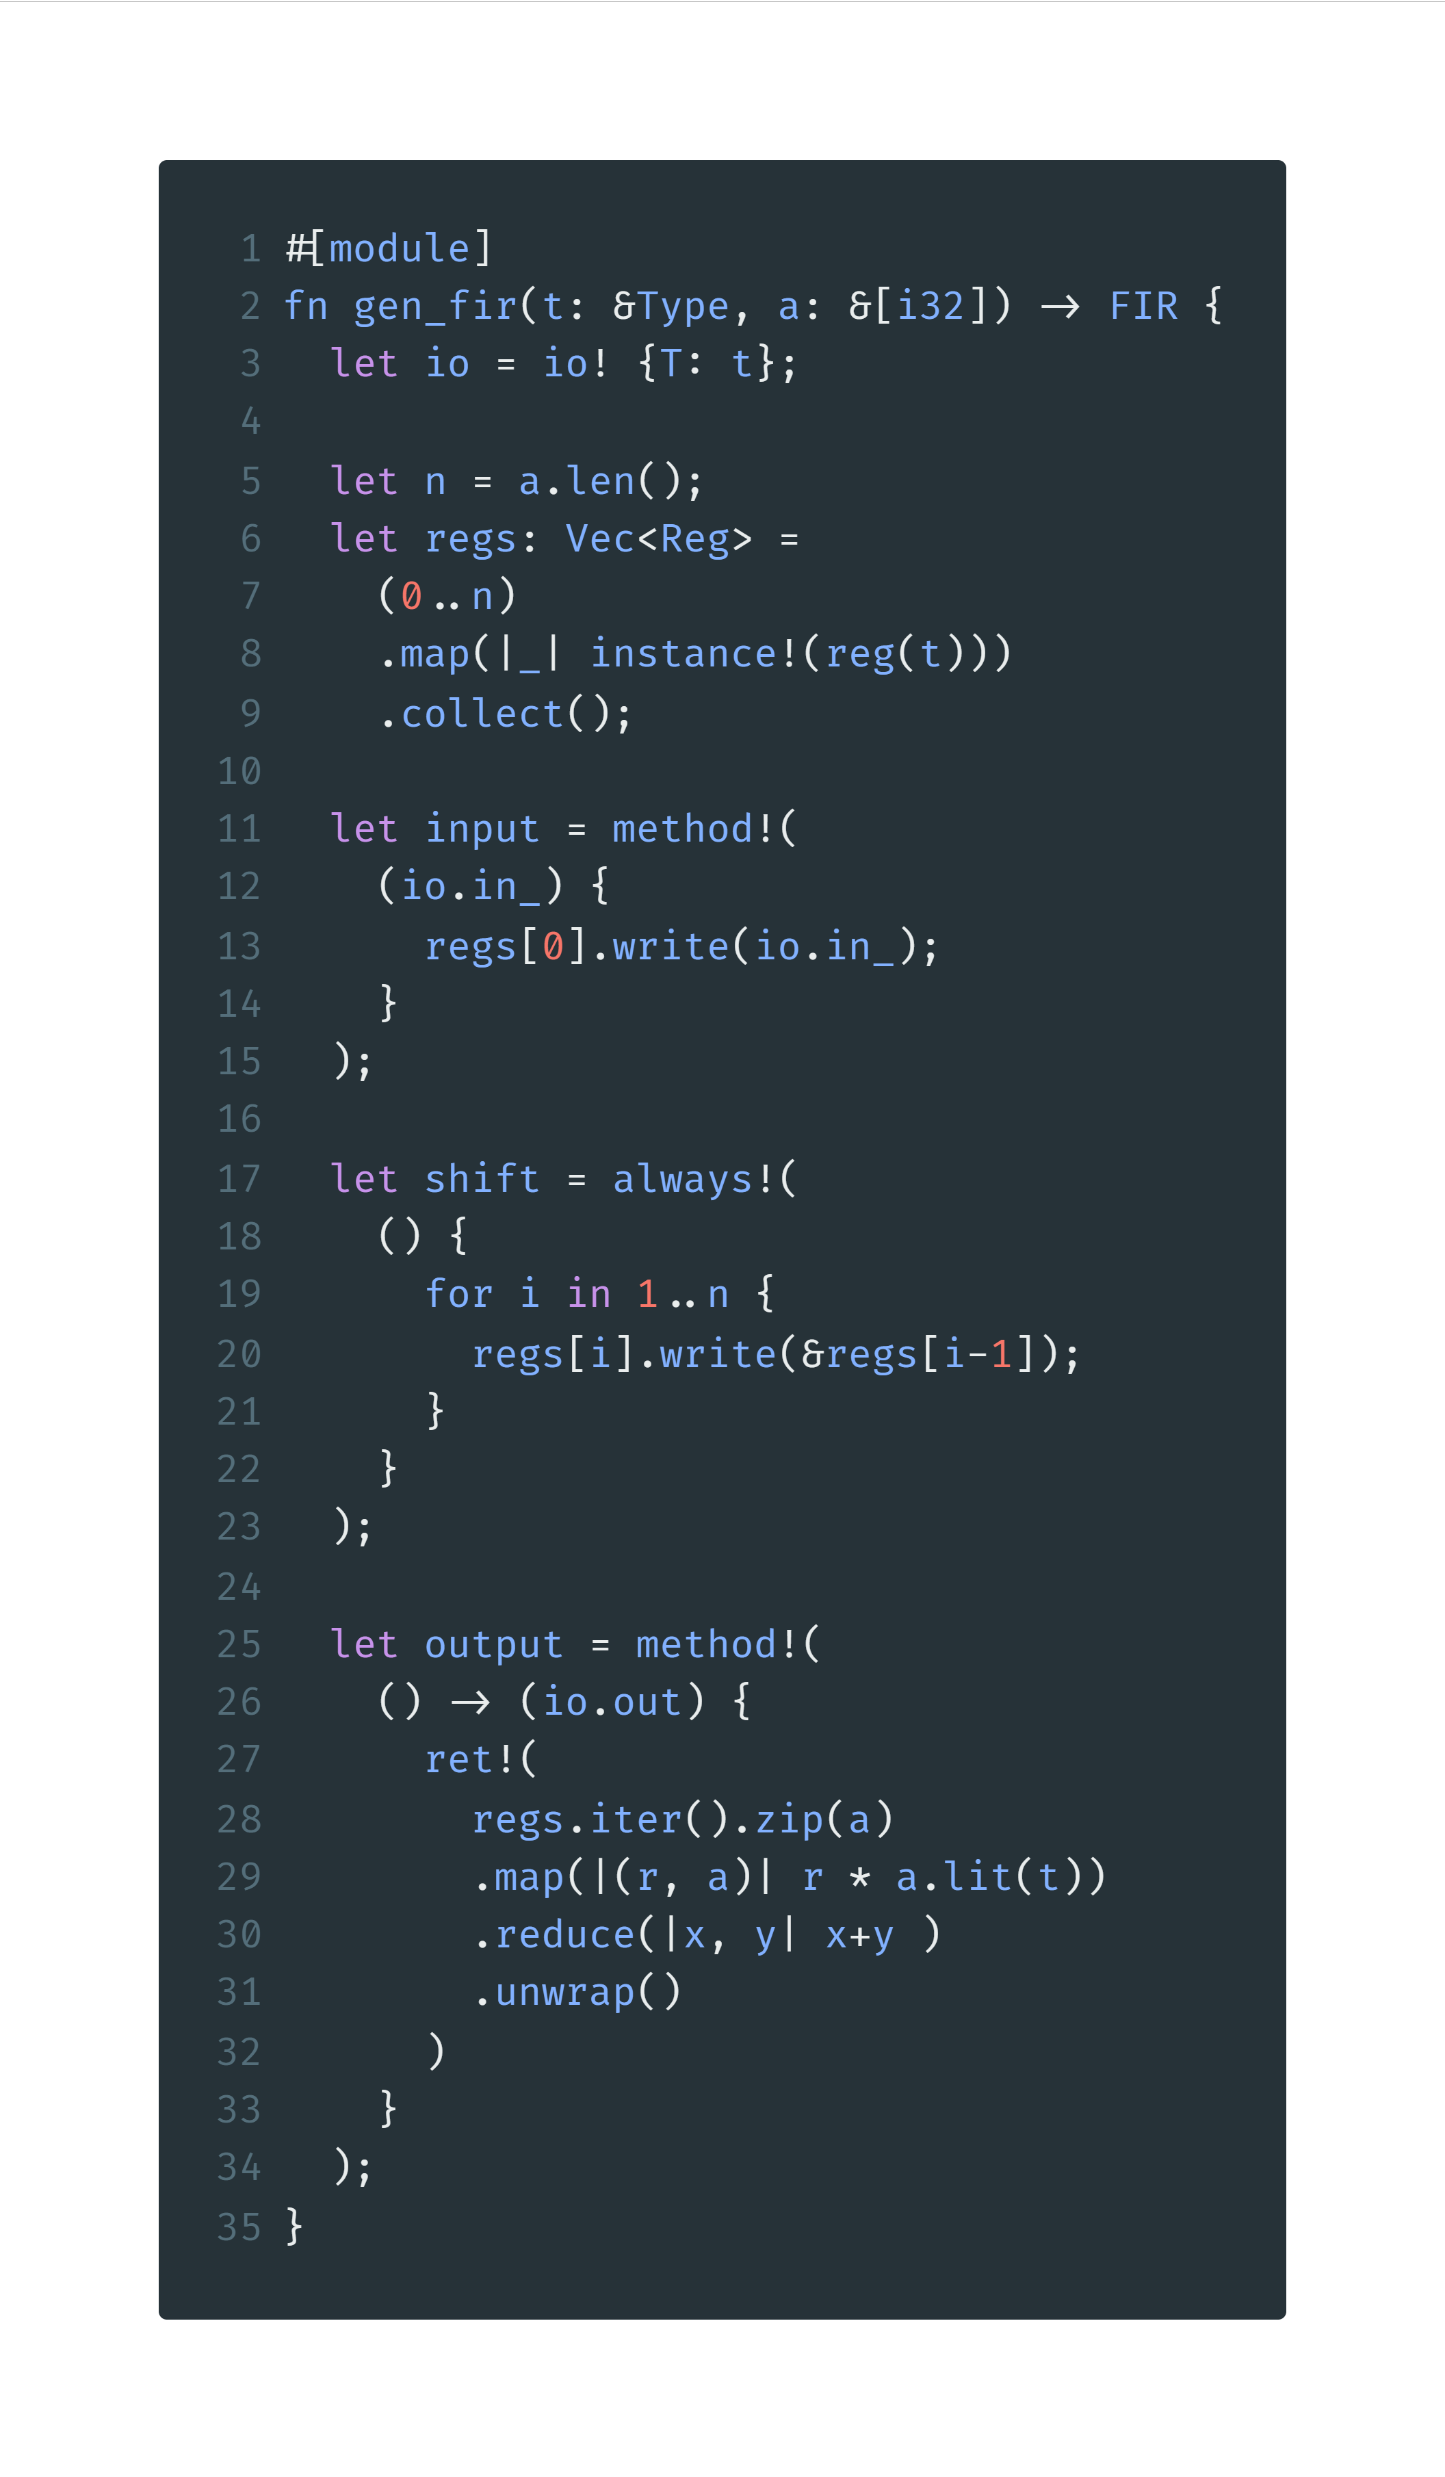 1 #[module]
2 fn gen_fir(t: &Type, a: &[i32]) -> FIR {
3   let io = io! {T: t};
4
5   let n = a.len();
6   let regs: Vec<Reg> =
7     (0..n)
8     .map(|_| instance!(reg(t)))
9     .collect();
10
11   let input = method!(
12     (io.in_) {
13       regs[0].write(io.in_);
14     }
15   );
16
17   let shift = always!(
18     () {
19       for i in 1..n {
20         regs[i].write(&regs[i-1]);
21       }
22     }
23   );
24
25   let output = method!(
26     () -> (io.out) {
27       ret!(
28         regs.iter().zip(a)
29         .map(|(r, a)| r * a.lit(t))
30         .reduce(|x, y| x+y )
31         .unwrap()
32       )
33     }
34   );
35 }